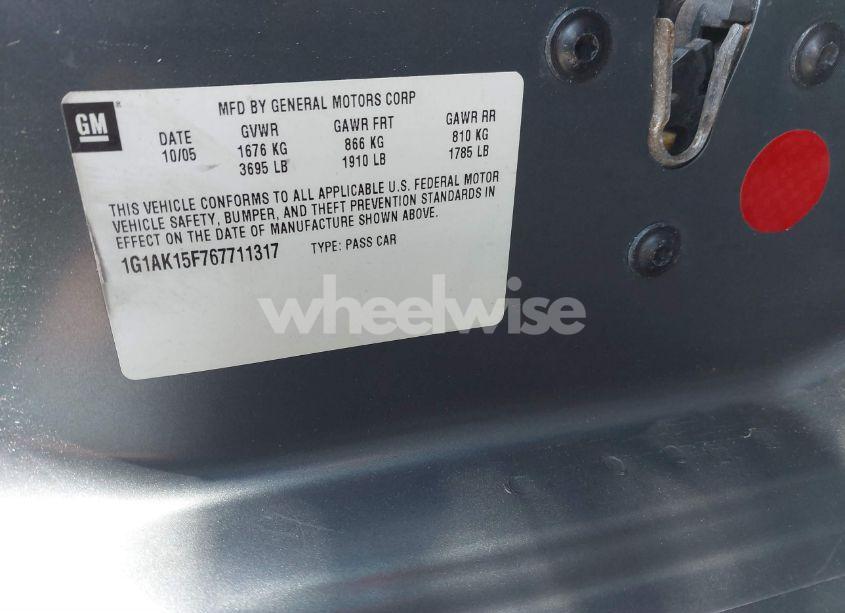 GM
MFD BY GENERAL MOTORS CORP
DATE GVWR GAWR FRT GAWR RR
10/05 1676 KG 866 KG 810 KG
3695 LB 1910 LB 1785 LB
THIS VEHICLE CONFORMS TO ALL APPLICABLE U.S. FEDERAL MOTOR
VEHICLE SAFETY, BUMPER, AND THEFT PREVENTION STANDARDS IN
EFFECT ON THE DATE OF MANUFACTURE SHOWN ABOVE.
1G1AK15F767711317 TYPE: PASS CAR
wheelwise